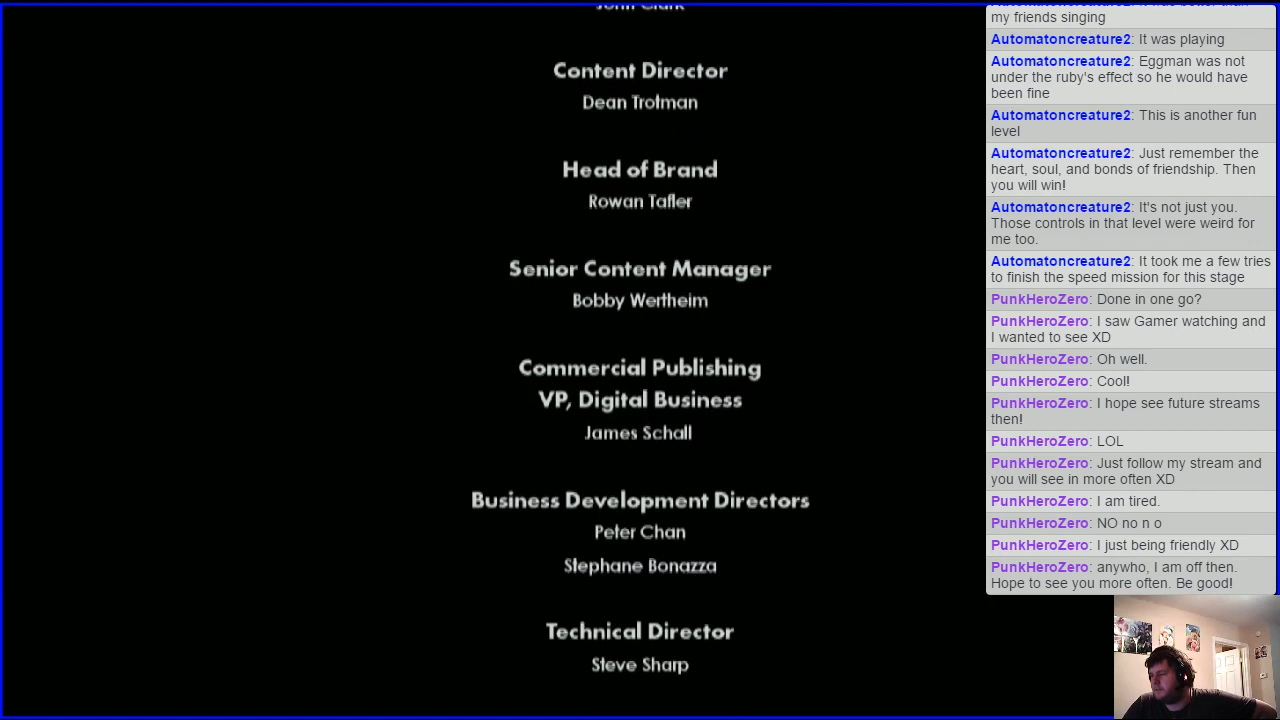 John Clark
Content Director
Dean Trotman
Head of Brand
Rowan Tafler
Senior Content Manager
Bobby Wertheim
Commercial Publishing
VP, Digital Business
James Schall
Business Development Directors
Peter Chan
Stephane Bonazza
Technical Director
Steve Sharp
my friends singing
Automatoncreature2: It was playing
Automatoncreature2: Eggman was not
under the ruby's effect so he would have
been fine
Automatoncreature2: This is another fun
level
Automatoncreature2: Just remember the
heart, soul, and bonds of friendship. Then
you will win!
Automatoncreature2: It's not just you.
Those controls in that level were weird for
me too.
Automatoncreature2: It took me a few tries
to finish the speed mission for this stage
PunkHeroZero: Done in one go?
PunkHeroZero: I saw Gamer watching and
I wanted to see XD
PunkHeroZero: Oh well.
PunkHeroZero: Cool!
PunkHeroZero: I hope see future streams
then!
PunkHeroZero: LOL
PunkHeroZero: Just follow my stream and
you will see in more often XD
PunkHeroZero: I am tired.
PunkHeroZero: NO no n o
PunkHeroZero: I just being friendly XD
PunkHeroZero: anywho, I am off then.
Hope to see you more often. Be good!